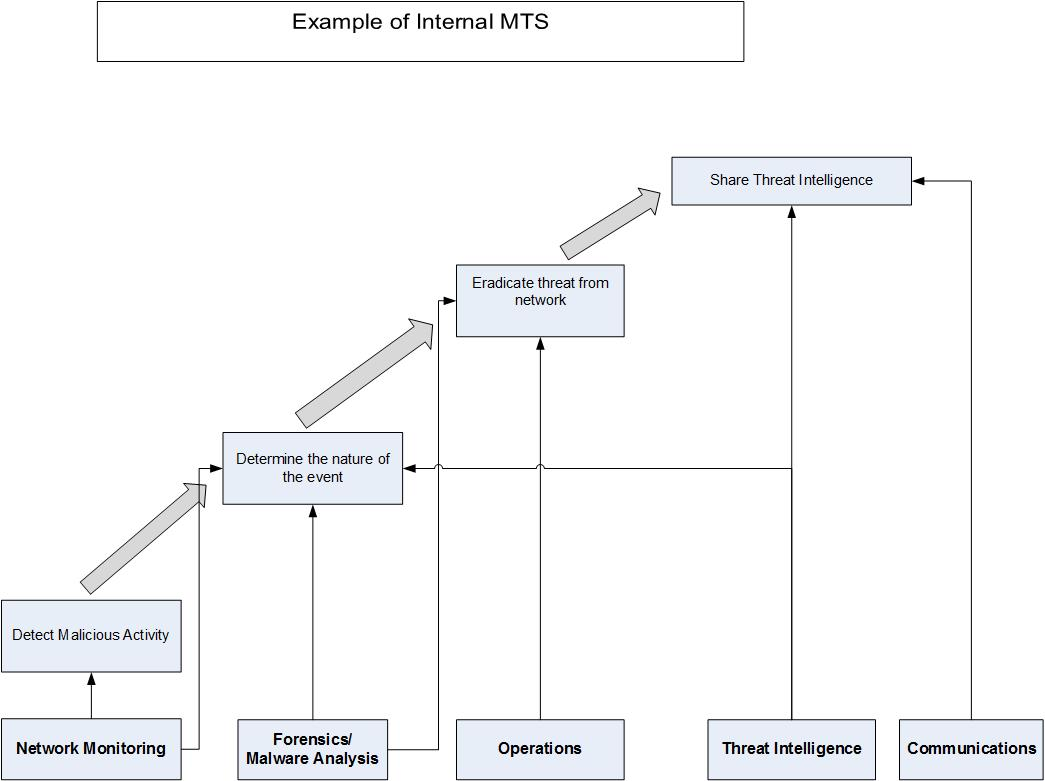 Example of Internal MTS
Share Threat Intelligence
Eradicate threat from
network
Determine the nature of
the event
Detect Malicious Activity
Network Monitoring
Forensics/
Malware Analysis
Operations
Threat Intelligence
Communications